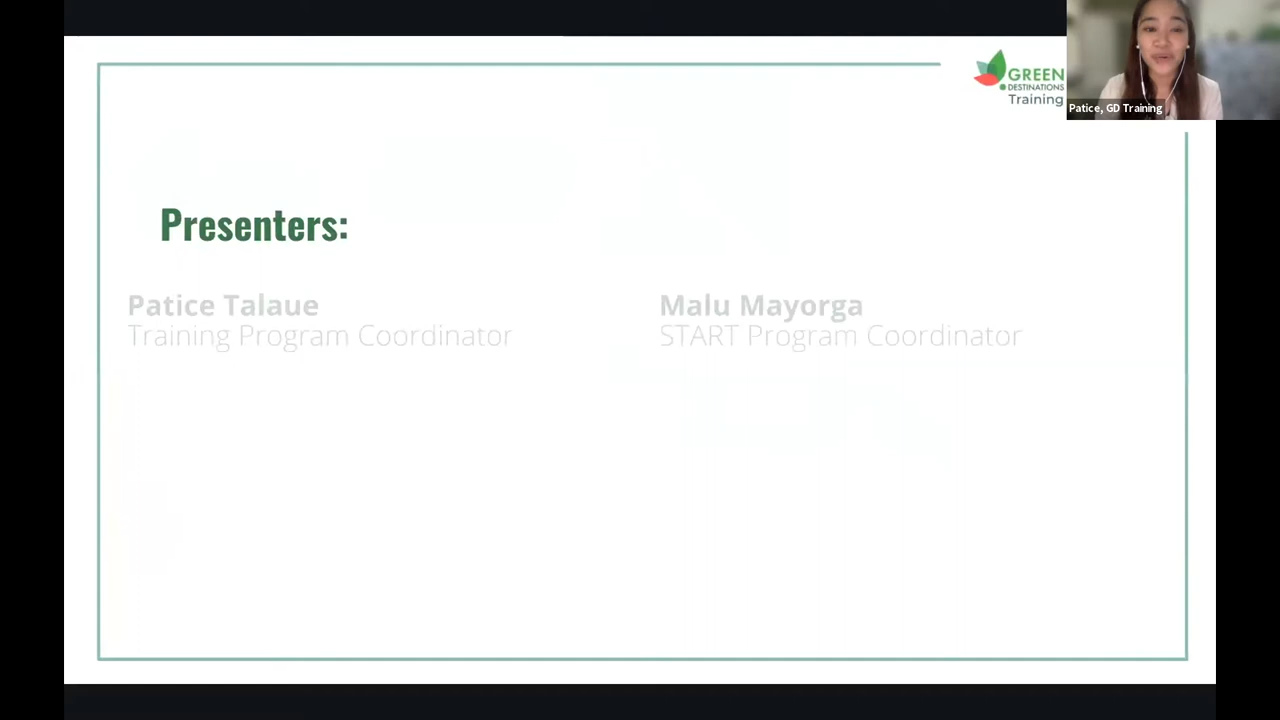 GREEN
DESTINATIONS
Training
Patice, GD Training
Presenters:
Patice Talaue
Training Program Coordinator
Malu Mayorga
START Program Coordinator